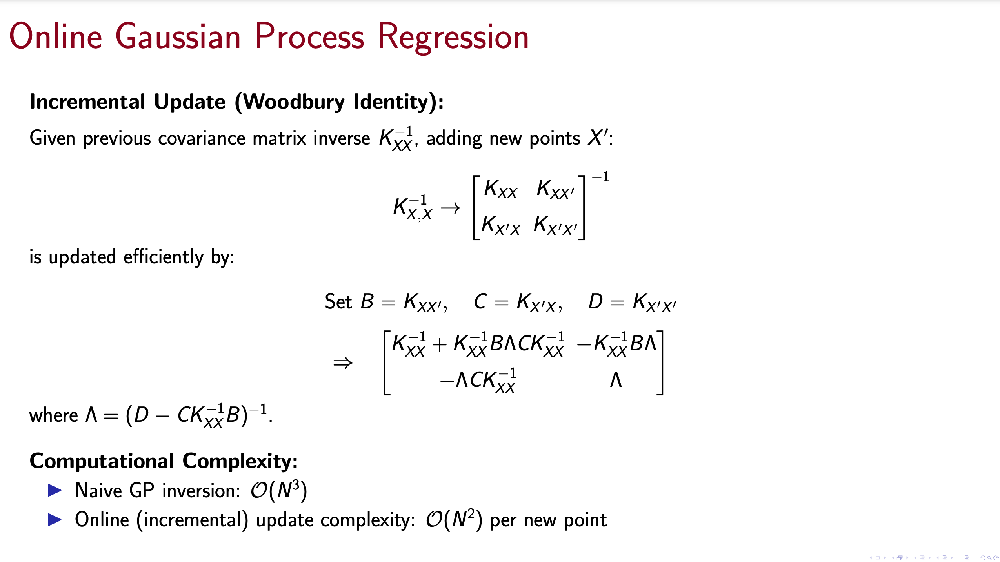 Online Gaussian Process Regression
Incremental Update (Woodbury Identity):
Given previous covariance matrix inverse $K_{XX}^{-1}$, adding new points $X'$:
$K_{X,X}^{-1} \rightarrow \begin{bmatrix} K_{XX} & K_{XX'} \\ K_{X'X} & K_{X'X'} \end{bmatrix}^{-1}$
is updated efficiently by:
Set $B = K_{XX'}, \quad C = K_{X'X}, \quad D = K_{X'X'}$
$\Rightarrow \begin{bmatrix} K_{XX}^{-1} + K_{XX}^{-1} B \Lambda C K_{XX}^{-1} & -K_{XX}^{-1} B \Lambda \\ -\Lambda C K_{XX}^{-1} & \Lambda \end{bmatrix}$
where $\Lambda = (D - C K_{XX}^{-1} B)^{-1}$.
Computational Complexity:
▶ Naive GP inversion: $\mathcal{O}(N^3)$
▶ Online (incremental) update complexity: $\mathcal{O}(N^2)$ per new point